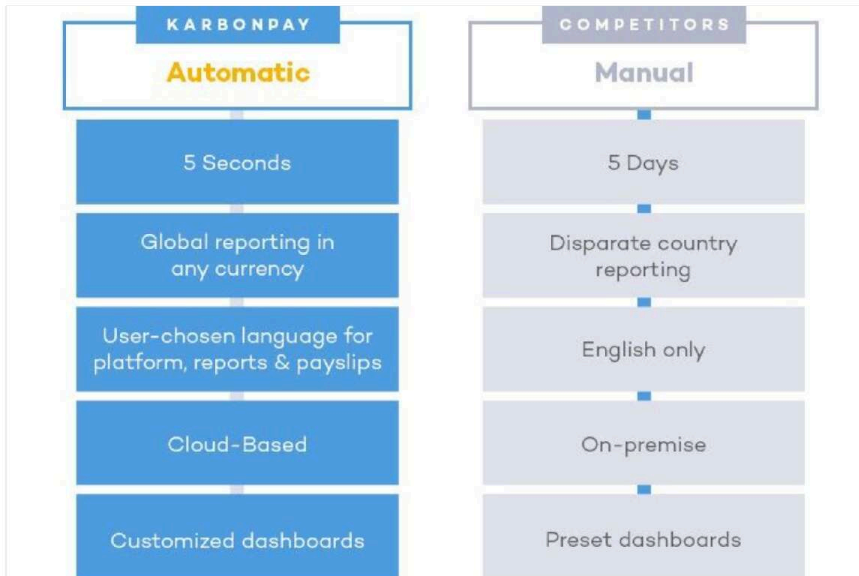 KARBONPAY
Automatic
5 Seconds
Global reporting in
any currency
User-chosen language for
platform, reports & payslips
Cloud-Based
Customized dashboards
COMPETITORS
Manual
5 Days
Disparate country
reporting
English only
On-premise
Preset dashboards